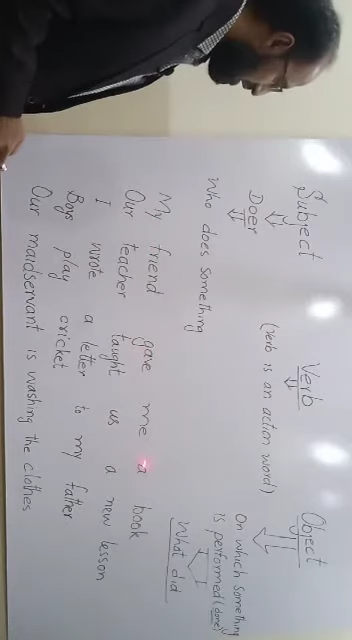 Subject Verb Object
Doer (Verb is an action word) On which something
is performed (done)
Who does something What did
My friend gave me a book
Our teacher taught us a new lesson
I wrote a letter to my father
Boys play cricket
Our maidservant is washing the clothes